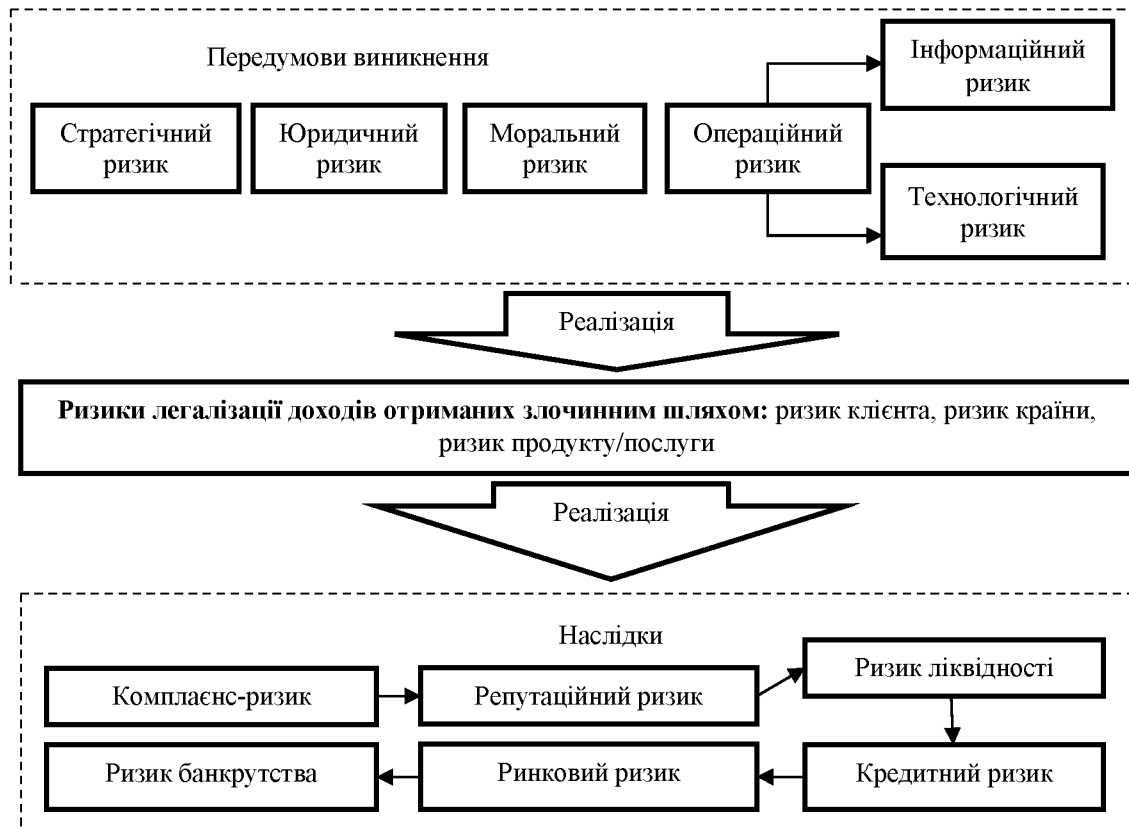 Передумови виникнення
Інформаційний
ризик
Стратегічний
ризик
Юридичний
ризик
Моральний
ризик
Операційний
ризик
Технологічний
ризик
Реалізація
Ризики легалізації доходів отриманих злочинним шляхом: ризик клієнта, ризик країни,
ризик продукту/послуги
Реалізація
Наслідки
Комплаєнс-ризик
Репутаційний ризик
Ризик ліквідності
Ризик банкрутства
Ринковий ризик
Кредитний ризик